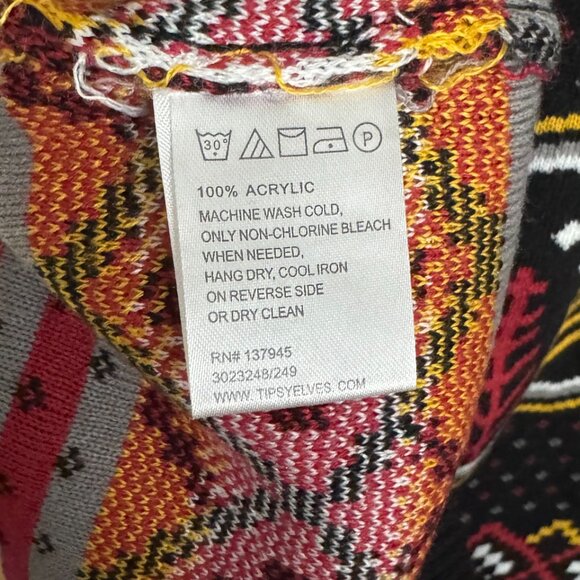 30°
P
100% ACRYLIC
MACHINE WASH COLD,
ONLY NON-CHLORINE BLEACH
WHEN NEEDED,
HANG DRY, COOL IRON
ON REVERSE SIDE
OR DRY CLEAN
RN# 137945
3023248/249
WWW. TIPSYELVES. COM